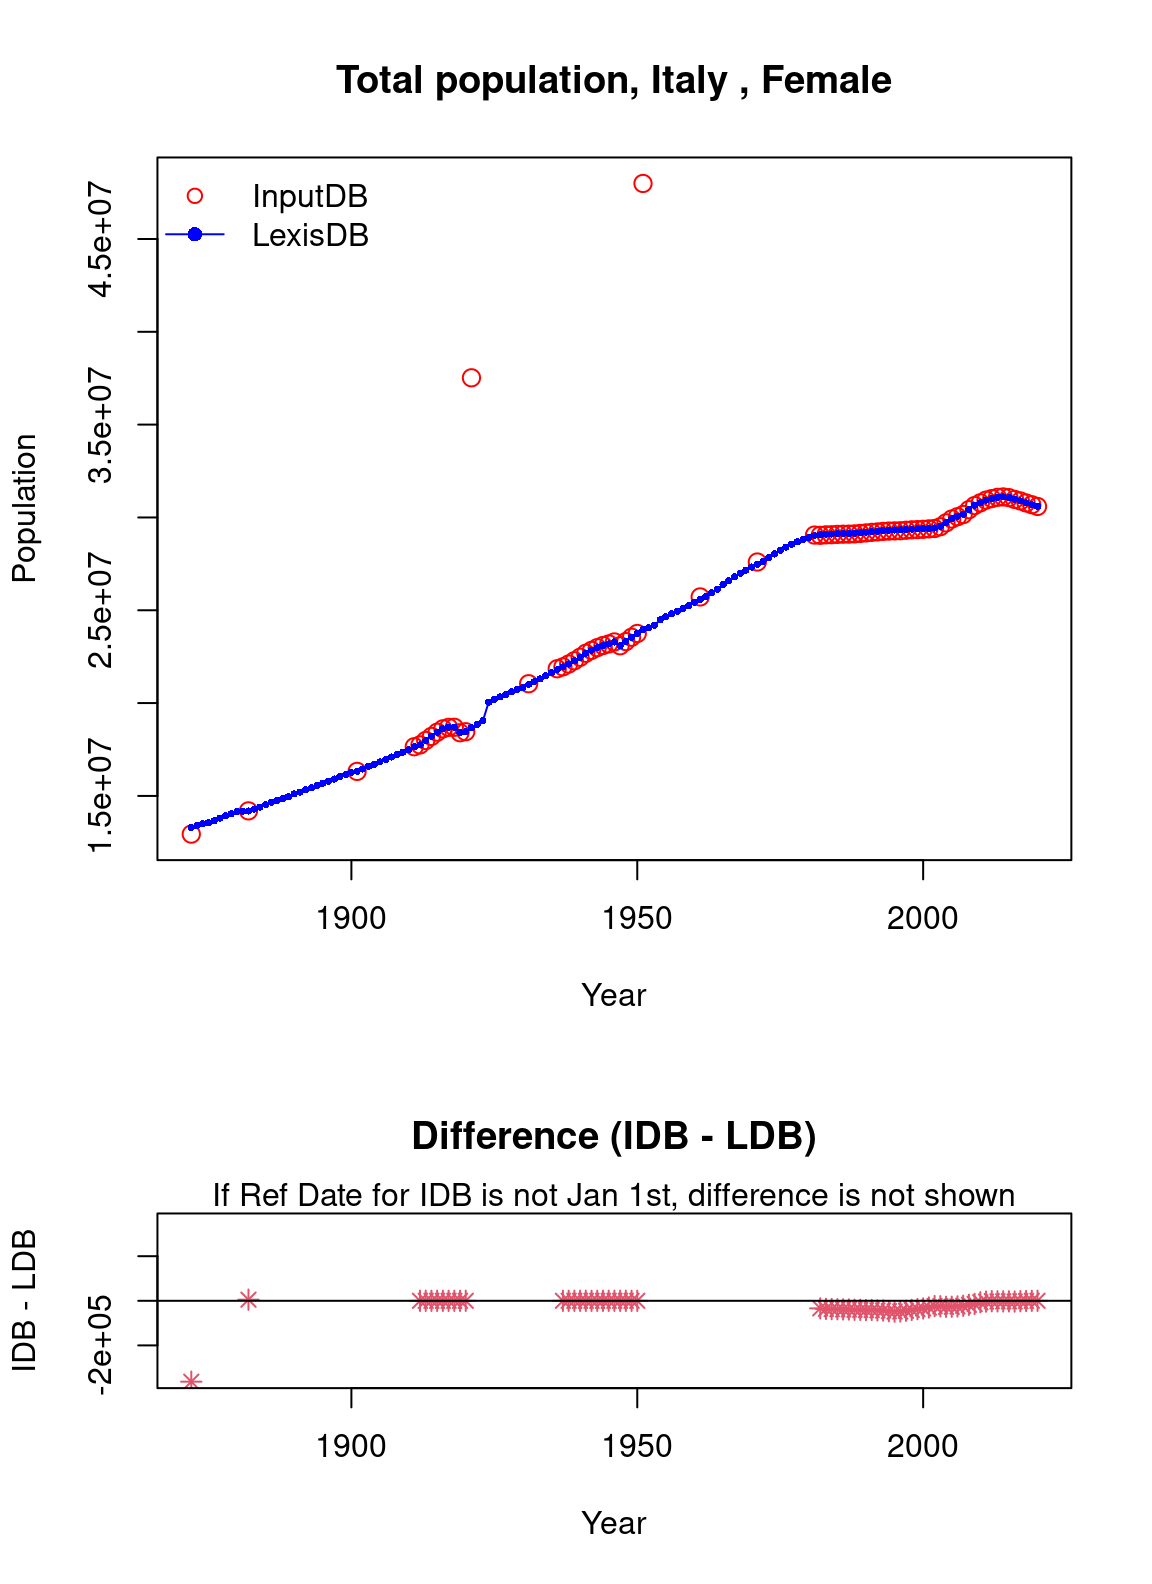 Total population, Italy , Female
InputDB
LexisDB
Population
4.5e+07
3.5e+07
2.5e+07
1.5e+07
1900 1950 2000
Year
Difference (IDB - LDB)
If Ref Date for IDB is not Jan 1st, difference is not shown
IDB - LDB
-2e+05
1900 1950 2000
Year